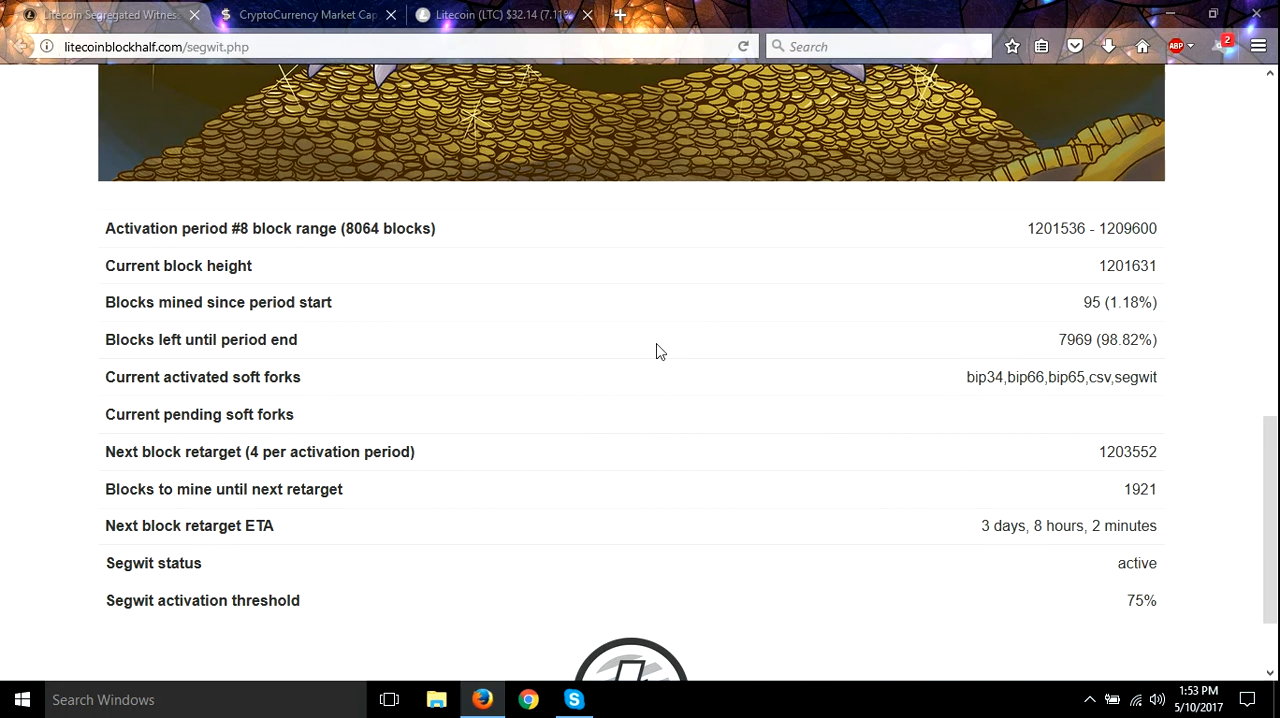 Litecoin Segregated Witnes
CryptoCurrency Market Cap
Litecoin (LTC) $32.14 (7.11%
litecoinblockhalf.com/segwit.php
Search
ABP
2
Activation period #8 block range (8064 blocks) 1201536 - 1209600
Current block height 1201631
Blocks mined since period start 95 (1.18%)
Blocks left until period end 7969 (98.82%)
Current activated soft forks bip34,bip66,bip65,csv,segwit
Current pending soft forks
Next block retarget (4 per activation period) 1203552
Blocks to mine until next retarget 1921
Next block retarget ETA 3 days, 8 hours, 2 minutes
Segwit status active
Segwit activation threshold 75%
Search Windows
1:53 PM
5/10/2017